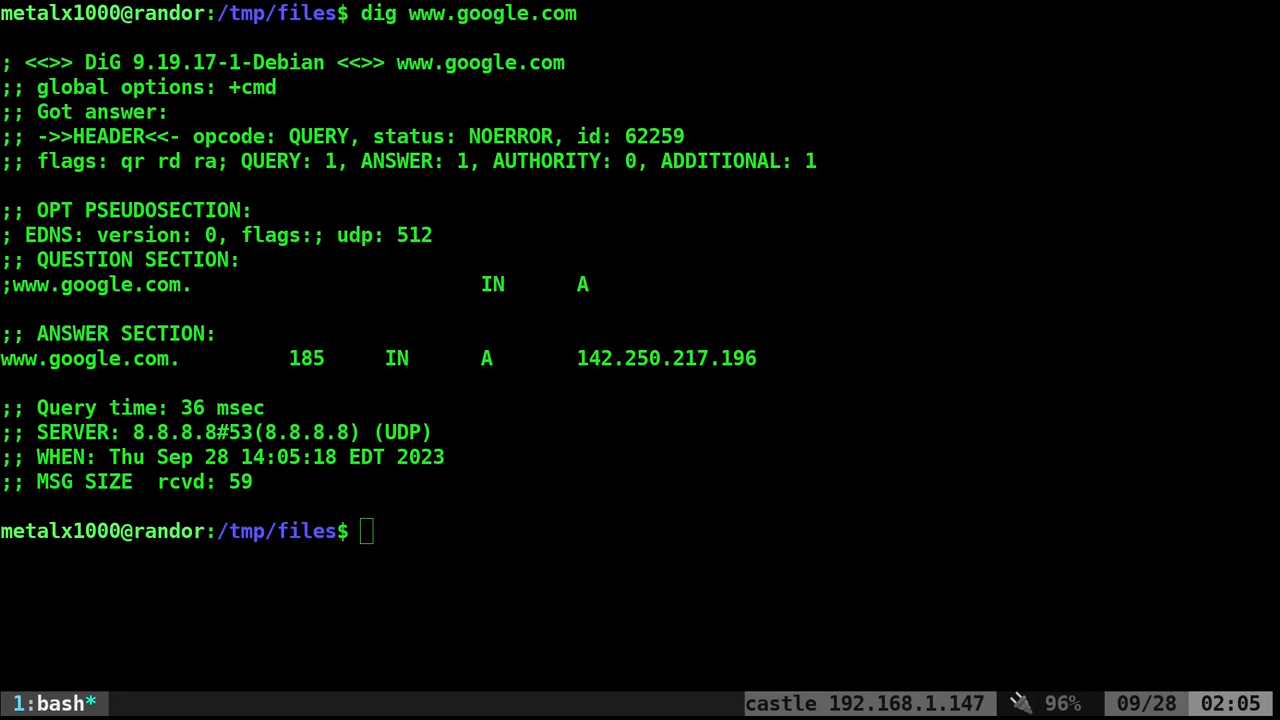 metalx1000@randor:/tmp/files$ dig www.google.com
; <<>> DiG 9.19.17-1-Debian <<>> www.google.com
;; global options: +cmd
;; Got answer:
;; ->>HEADER<<- opcode: QUERY, status: NOERROR, id: 62259
;; flags: qr rd ra; QUERY: 1, ANSWER: 1, AUTHORITY: 0, ADDITIONAL: 1
;; OPT PSEUDOSECTION:
; EDNS: version: 0, flags:; udp: 512
;; QUESTION SECTION:
;www.google.com. IN A
;; ANSWER SECTION:
www.google.com. 185 IN A 142.250.217.196
;; Query time: 36 msec
;; SERVER: 8.8.8.8#53(8.8.8.8) (UDP)
;; WHEN: Thu Sep 28 14:05:18 EDT 2023
;; MSG SIZE  rcvd: 59
metalx1000@randor:/tmp/files$
1:bash* castle 192.168.1.147 96% 09/28 02:05